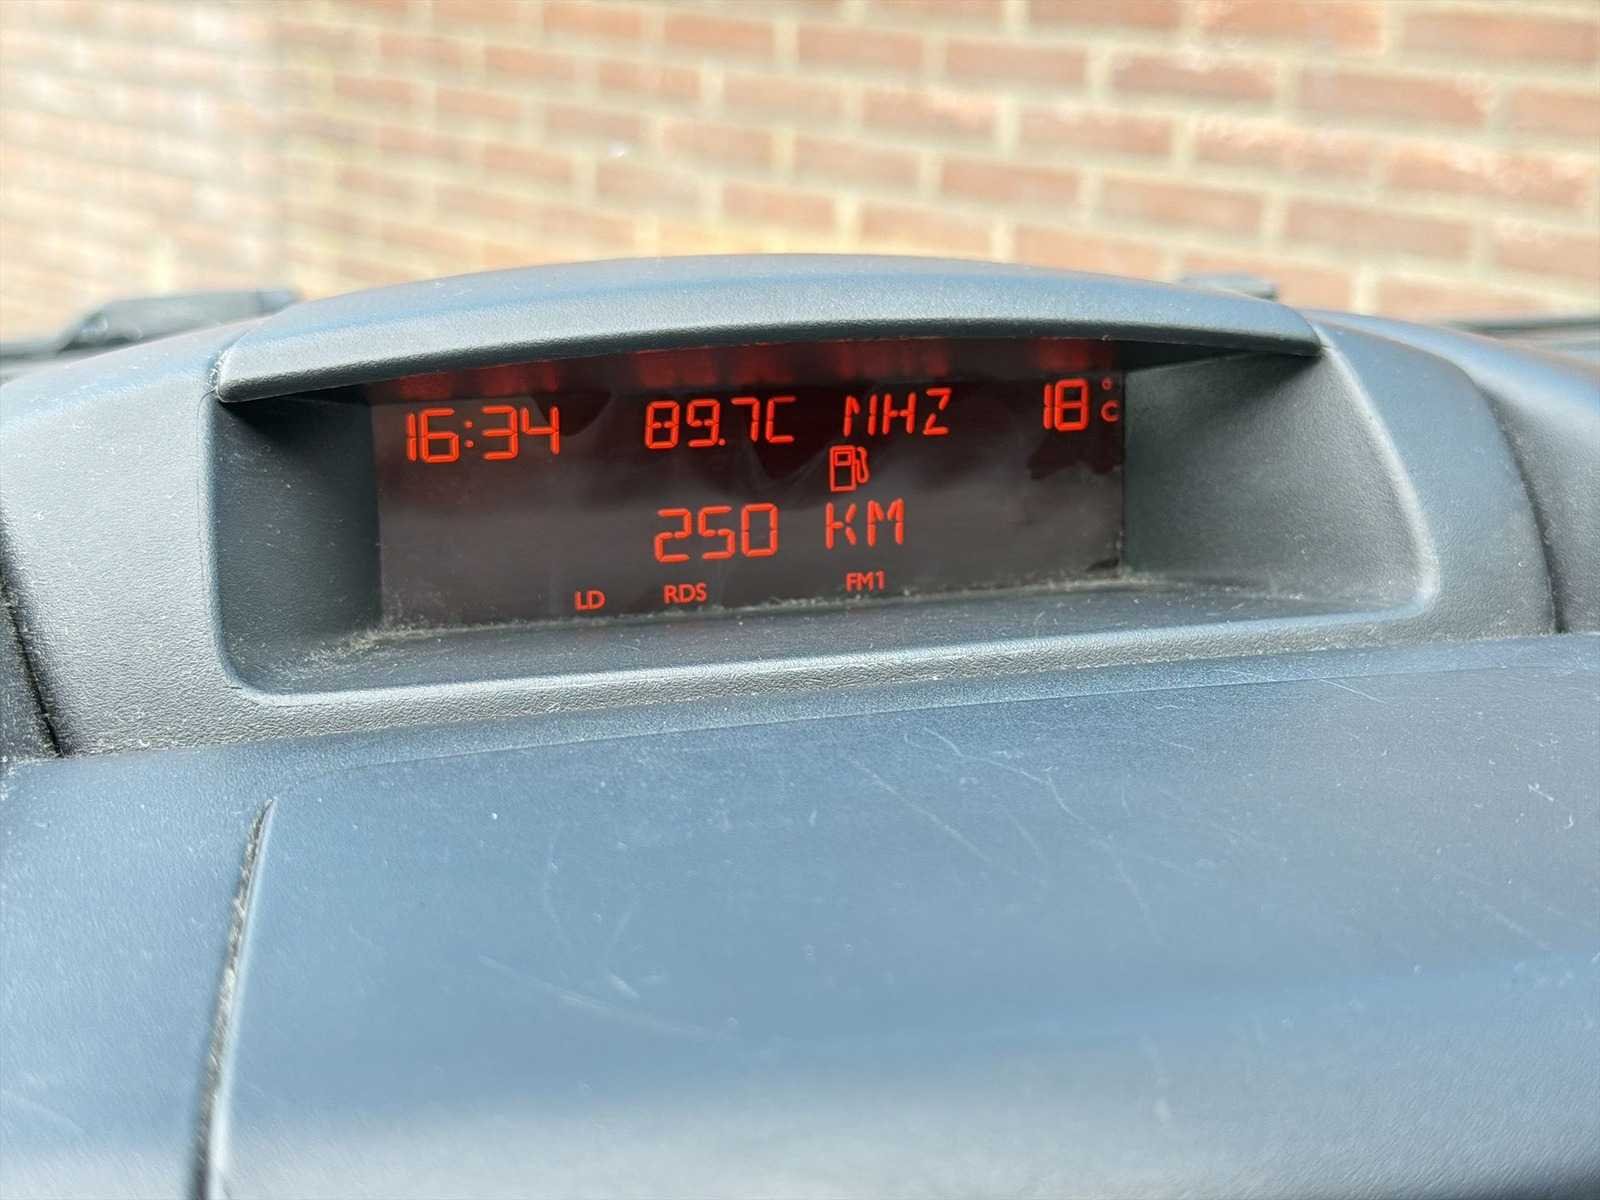 16:34 89.7C MHZ 18°C
250 KM
LD RDS FM1